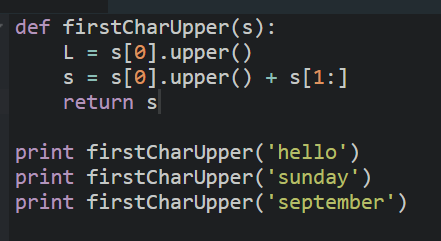 def firstCharUpper(s):
    L = s[0].upper()
    s = s[0].upper() + s[1:]
    return s

print firstCharUpper('hello')
print firstCharUpper('sunday')
print firstCharUpper('september')